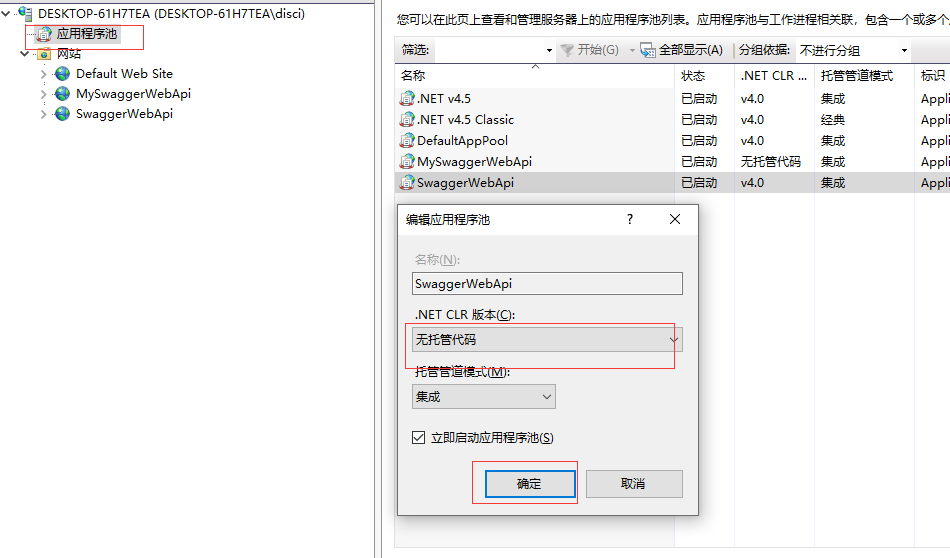 DESKTOP-61H7TEA (DESKTOP-61H7TEA\disci)
应用程序池
网站
Default Web Site
MySwaggerWebApi
SwaggerWebApi
您可以在此页上查看和管理服务器上的应用程序池列表。应用程序池与工作进程相关联，包含一个或多个
筛选: 开始(G) 全部显示(A) 分组依据: 不进行分组
名称 状态 .NET CLR ... 托管管道模式 标识
.NET v4.5 已启动 v4.0 集成 Appli
.NET v4.5 Classic 已启动 v4.0 经典 Appli
DefaultAppPool 已启动 v4.0 集成 Appli
MySwaggerWebApi 已启动 无托管代码 集成 Appli
SwaggerWebApi 已启动 v4.0 集成 Appli
编辑应用程序池 ?
名称(N):
SwaggerWebApi
.NET CLR 版本(C):
无托管代码
托管管道模式(M):
集成
立即启动应用程序池(S)
确定 取消